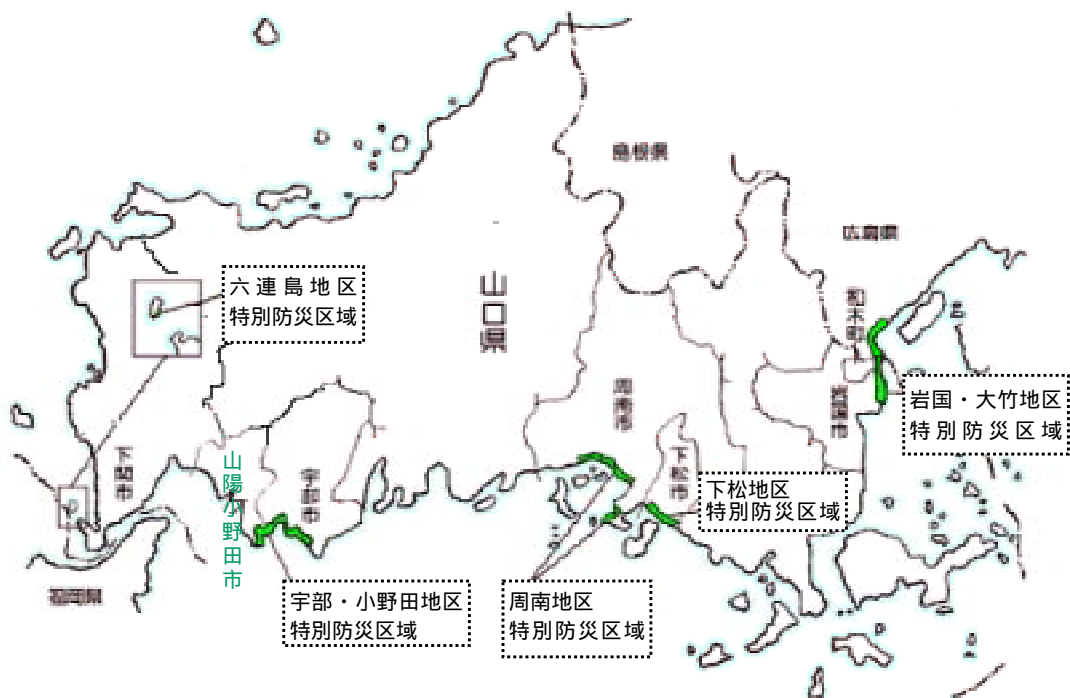 島根県
広島県
六連島地区
特別防災区域
山口県
和木町
岩国・大竹地区
特別防災区域
周南市
岩国市
下関市
山陽小野田市
宇部市
下松市
下松地区
特別防災区域
福岡県
宇部・小野田地区
特別防災区域
周南地区
特別防災区域